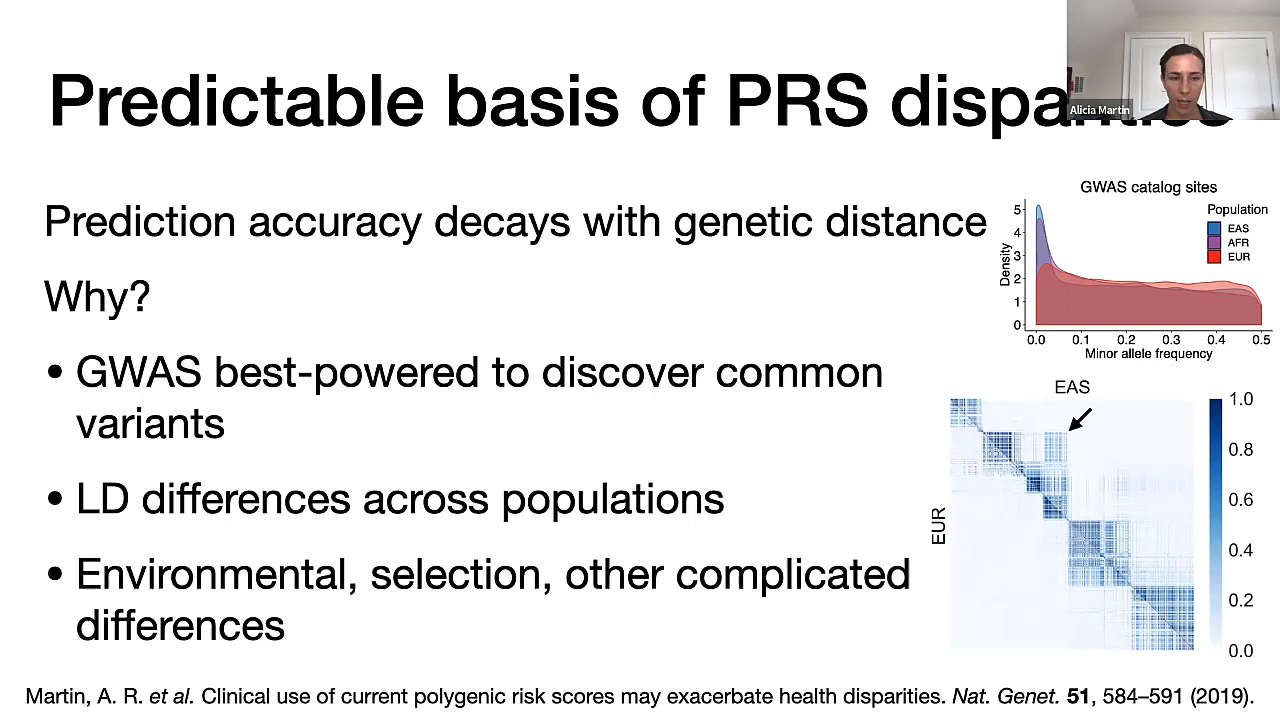 Predictable basis of PRS
Alicia Martin
Prediction accuracy decays with genetic distance
Why?
• GWAS best-powered to discover common
variants
• LD differences across populations
• Environmental, selection, other complicated
differences
GWAS catalog sites
Population
EAS
AFR
EUR
Density
5
4
3
2
1
0
0.0 0.1 0.2 0.3 0.4 0.5
Minor allele frequency
EAS
EUR
1.0
0.8
0.6
0.4
0.2
0.0
Martin, A. R. et al. Clinical use of current polygenic risk scores may exacerbate health disparities. Nat. Genet. 51, 584–591 (2019).